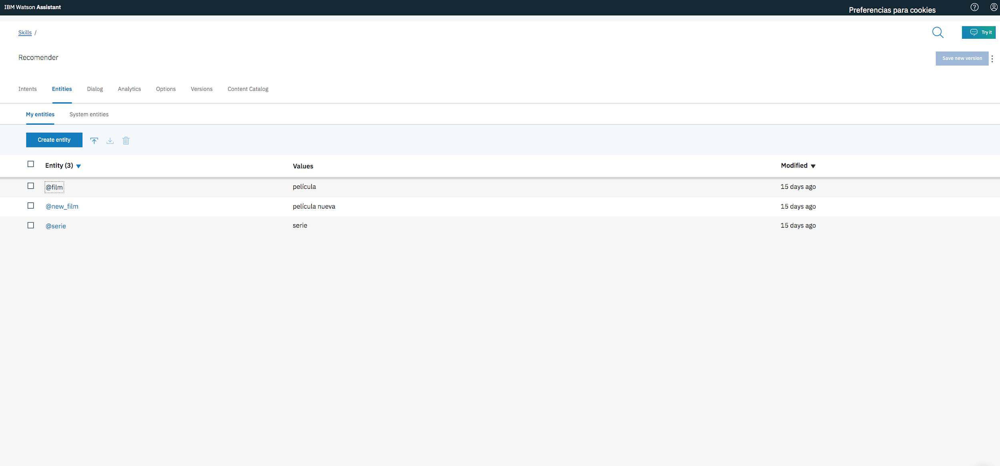 IBM Watson Assistant
Preferencias para cookies
Skills /
Try it
Recomender
Save new version
Intents Entities Dialog Analytics Options Versions Content Catalog
My entities System entities
Create entity
Entity (3) Values Modified
@film película 15 days ago
@new_film película nueva 15 days ago
@serie serie 15 days ago